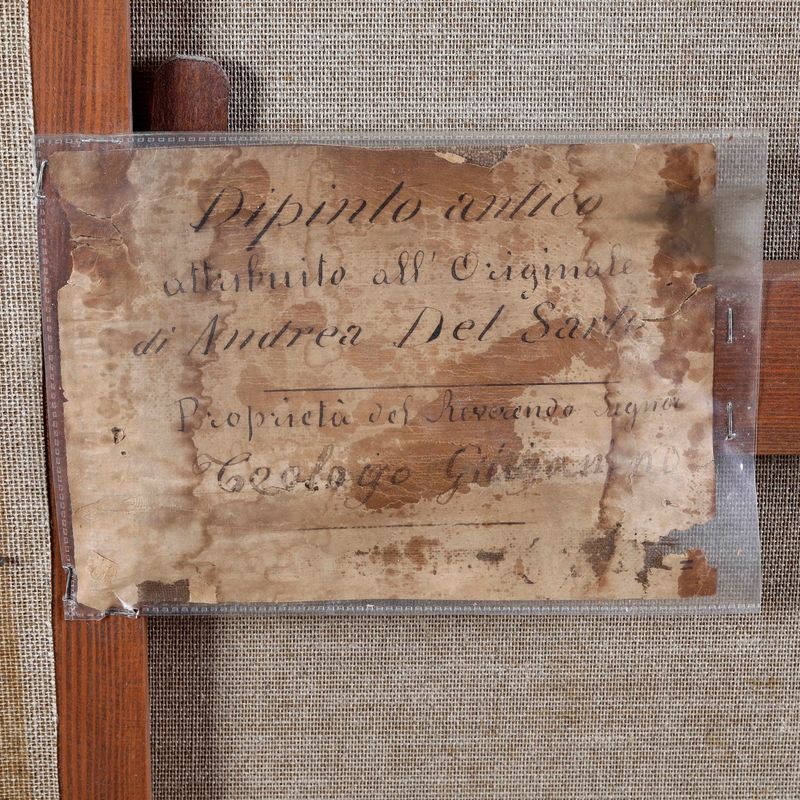 Dipinto antico
attribuito all' Originale
di Andrea Del Sarto
Proprietà del Reverendo Signor
Teologo